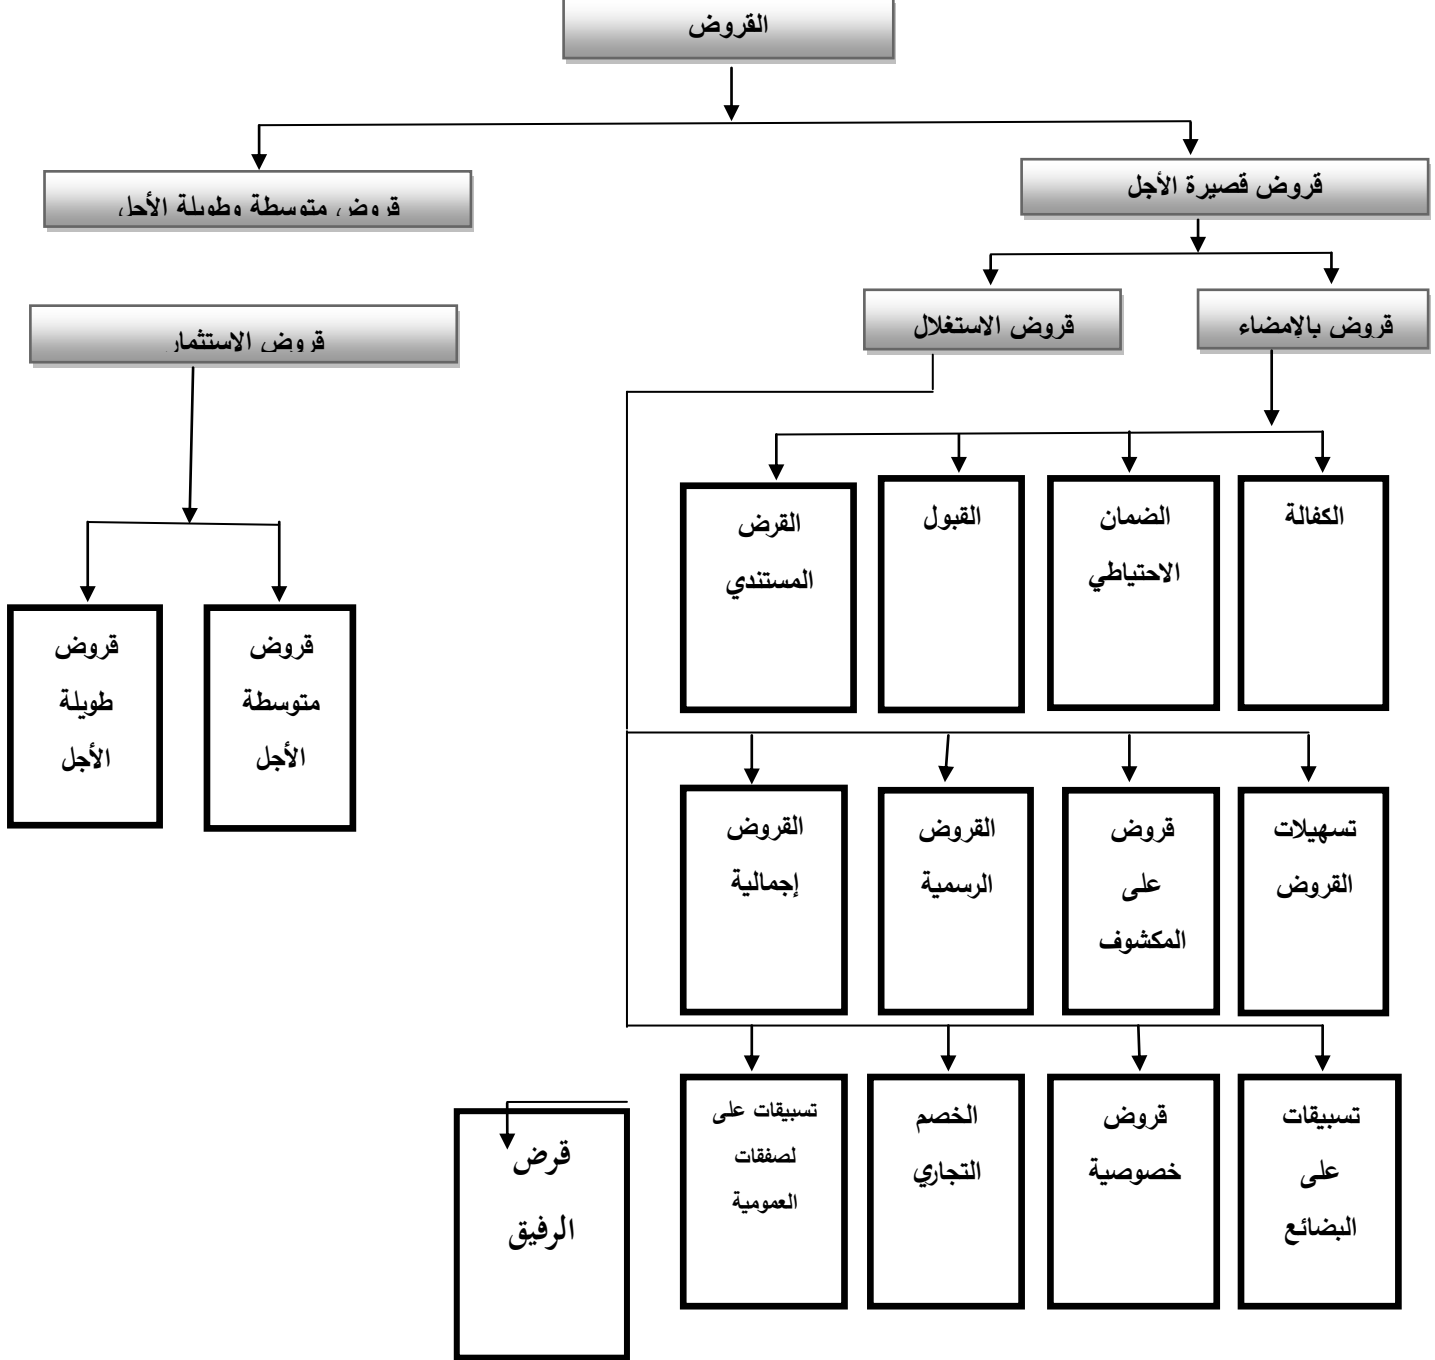 القروض
قروض قصيرة الأجل
قروض متوسطة وطويلة الأجل
قروض بالإمضاء
قروض الاستغلال
قروض الاستثمار
الكفالة
الضمان
الاحتياطي
القبول
القرض
المستندي
قروض
متوسطة
الأجل
قروض
طويلة
الأجل
تسهيلات
القروض
قروض
على
المكشوف
القروض
الرسمية
القروض
إجمالية
تسبيقات
على
البضائع
قروض
خصوصية
الخصم
التجاري
تسبيقات على
لصفقات
العمومية
قرض
الرفيق